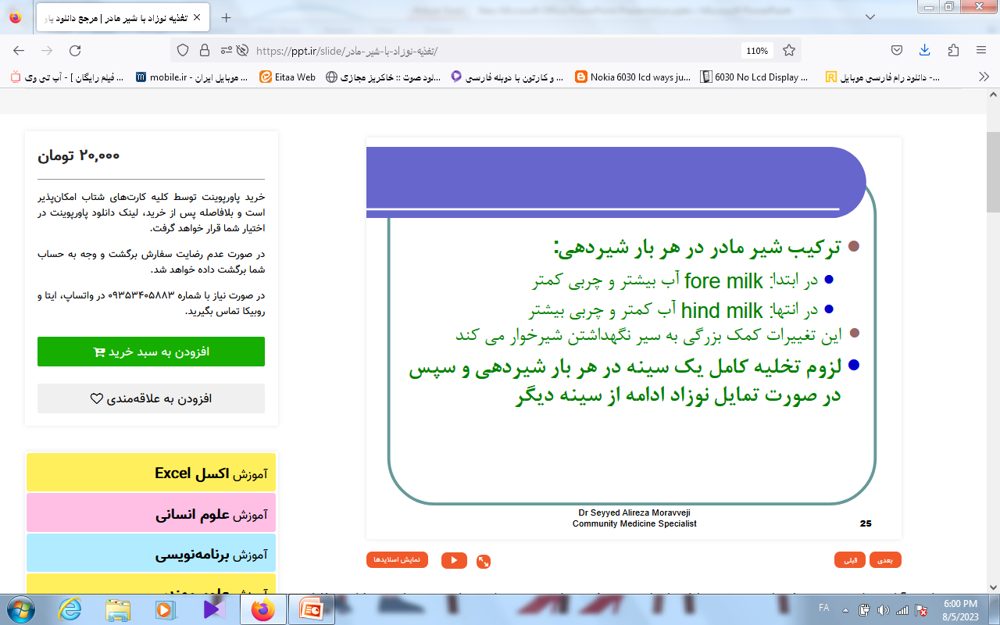 تغذیه نوزاد با شیر مادر | مرجع دانلود پاو
https://ppt.ir/slide/تغذیه-نوزاد-با-شیر-مادر/
110%
فیلم رایگان ] - آپ تی وی ...
mobile.ir - موبایل ایران ...
Eitaa Web
لود صوت :: خاکریز مجازی...
و کارتون با دوبله فارسی ...
Nokia 6030 lcd ways ju...
6030 No Lcd Display ...
دانلود رام فارسی موبایل -...
۲۰,۰۰۰ تومان
خرید پاورپوینت توسط کلیه کارت‌های شتاب امکان‌پذیر
است و بلافاصله پس از خرید، لینک دانلود پاورپوینت در
اختیار شما قرار خواهد گرفت.
در صورت عدم رضایت سفارش برگشت و وجه به حساب
شما برگشت داده خواهد شد.
در صورت نیاز با شماره ۰۹۳۵۳۴۰۵۸۸۳ در واتساپ، ایتا و
روبیکا تماس بگیرید.
افزودن به سبد خرید
افزودن به علاقه‌مندی
آموزش اکسل Excel
آموزش علوم انسانی
آموزش برنامه‌نویسی
ترکیب شیر مادر در هر بار شیردهی:
در ابتدا: fore milk آب بیشتر و چربی کمتر
در انتها: hind milk آب کمتر و چربی بیشتر
این تغییرات کمک بزرگی به سیر نگهداشتن شیرخوار می کند
لزوم تخلیه کامل یک سینه در هر بار شیردهی و سپس
در صورت تمایل نوزاد ادامه از سینه دیگر
Dr Seyyed Alireza Moravveji
Community Medicine Specialist
25
نمایش اسلایدها
قبلی
بعدی
FA
6:00 PM
8/5/2023